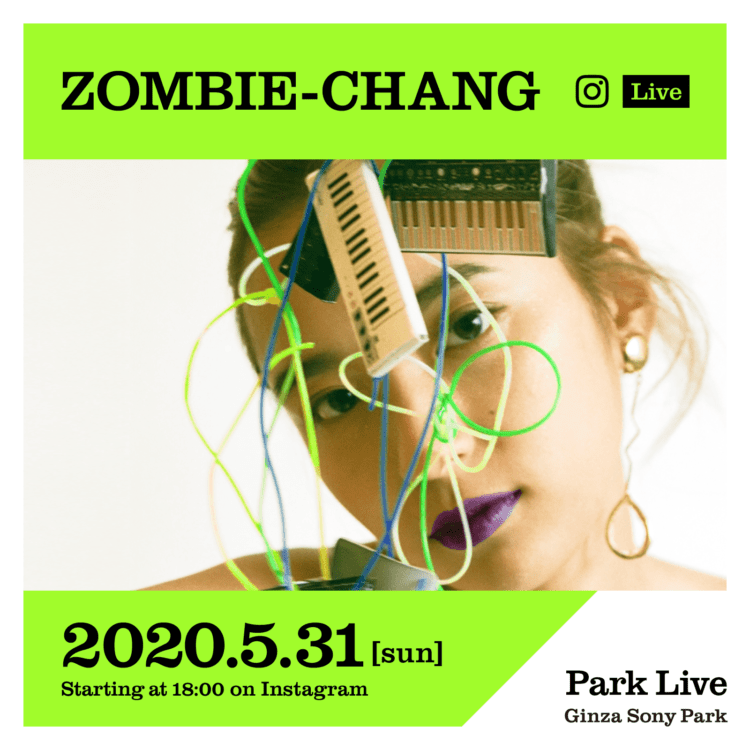 ZOMBIE-CHANG
Live
2020.5.31 [sun]
Starting at 18:00 on Instagram
Park Live
Ginza Sony Park